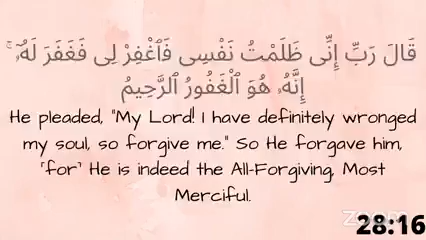 قَالَ رَبِّ إِنِّى ظَلَمْتُ نَفْسِى فَٱغْفِرْ لِى فَغَفَرَ لَهُۥٓ ۚ
إِنَّهُۥ هُوَ ٱلْغَفُورُ ٱلرَّحِيمُ
He pleaded, "My Lord! I have definitely wronged
my soul, so forgive me." So He forgave him,
˹for˺ He is indeed the All-Forgiving, Most
Merciful.
zoom
28:16